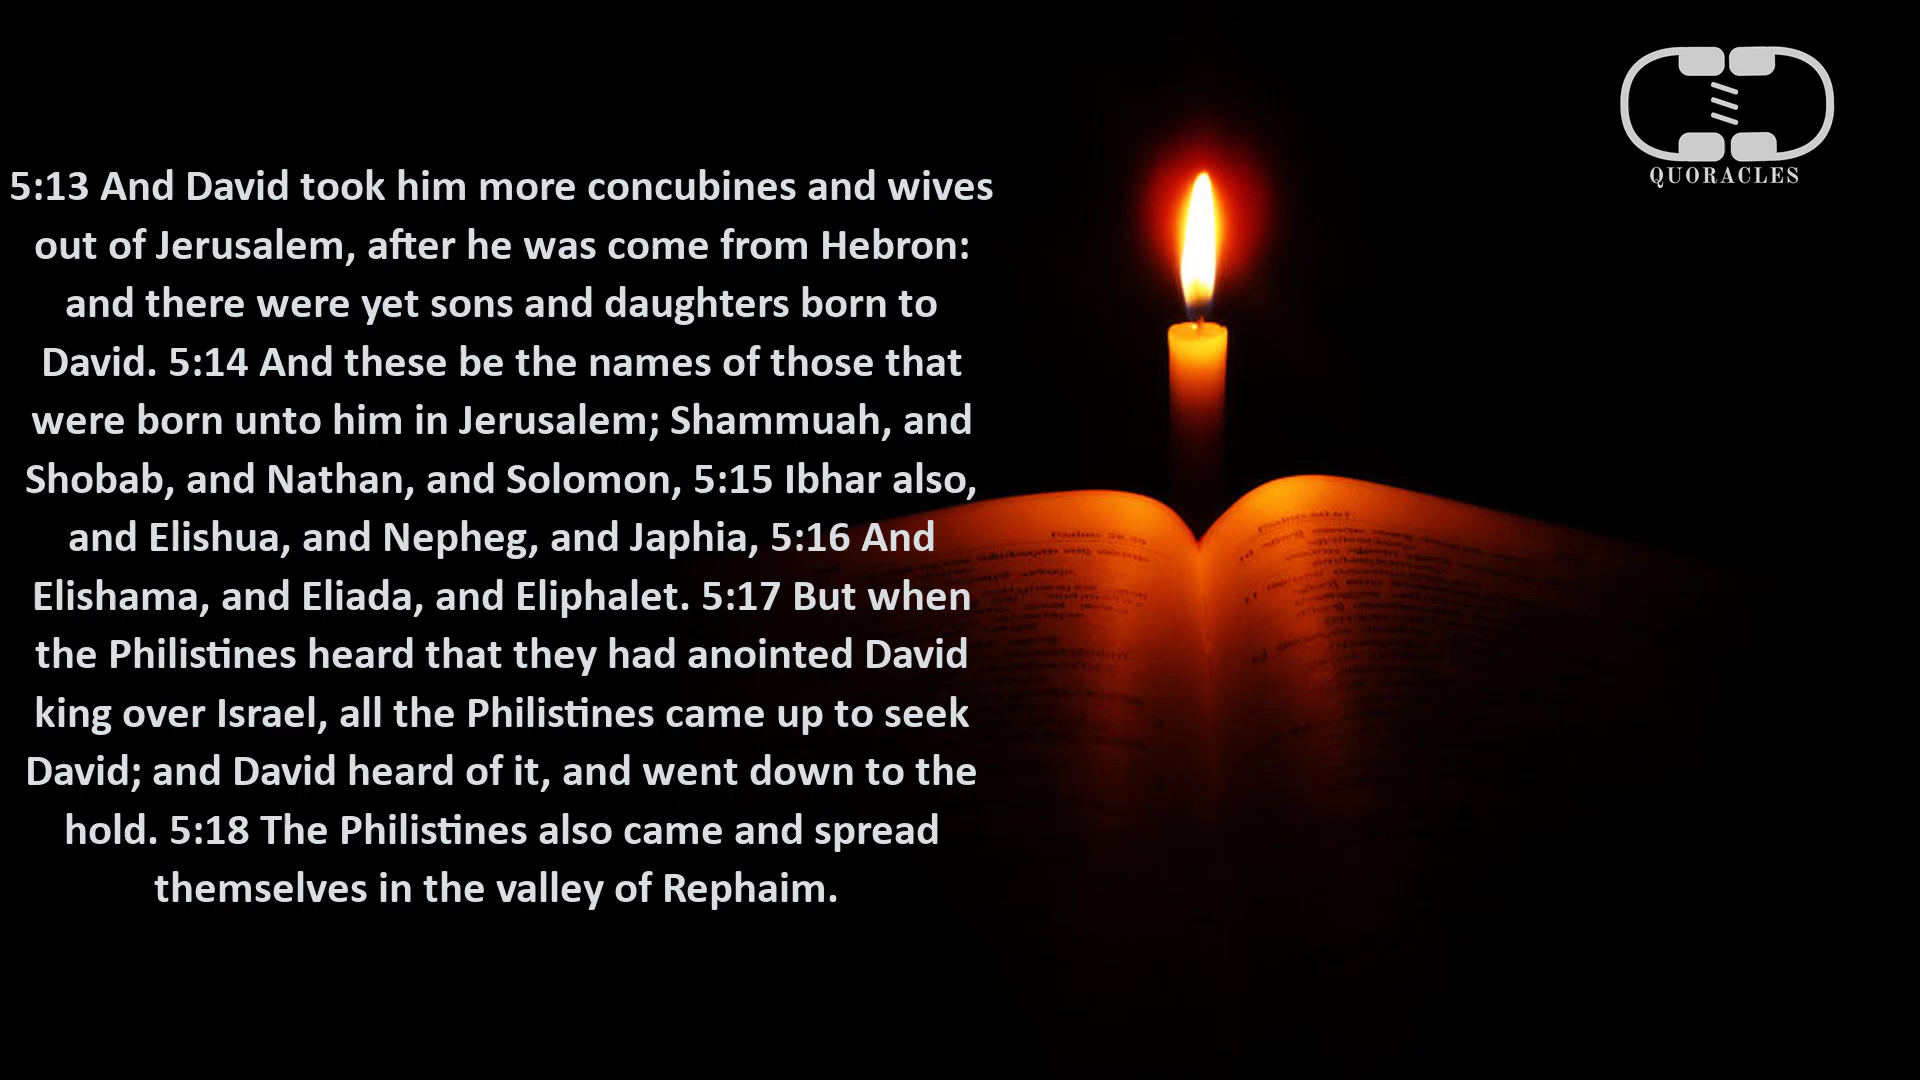 5:13 And David took him more concubines and wives
out of Jerusalem, after he was come from Hebron:
and there were yet sons and daughters born to
David. 5:14 And these be the names of those that
were born unto him in Jerusalem; Shammuah, and
Shobab, and Nathan, and Solomon, 5:15 Ibhar also,
and Elishua, and Nepheg, and Japhia, 5:16 And
Elishama, and Eliada, and Eliphalet. 5:17 But when
the Philistines heard that they had anointed David
king over Israel, all the Philistines came up to seek
David; and David heard of it, and went down to the
hold. 5:18 The Philistines also came and spread
themselves in the valley of Rephaim.
QUORACLES